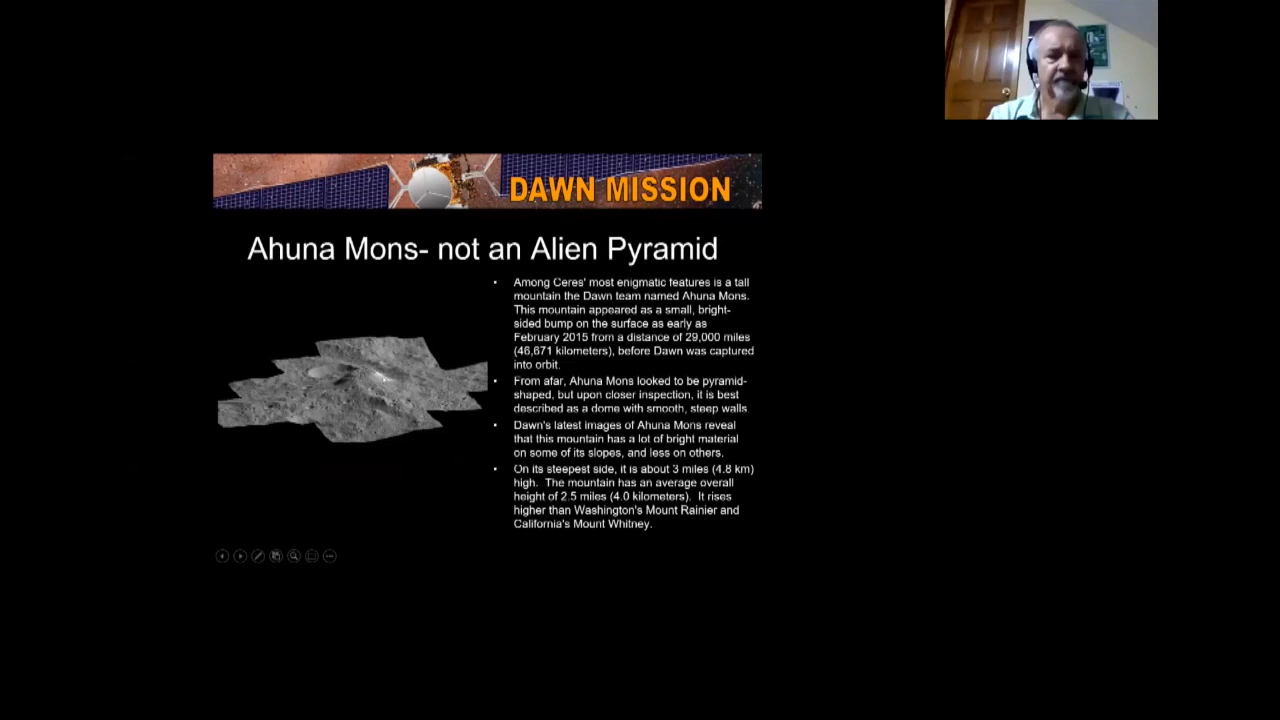 DAWN MISSION
Ahuna Mons- not an Alien Pyramid
• Among Ceres' most enigmatic features is a tall
mountain the Dawn team named Ahuna Mons.
This mountain appeared as a small, bright-
sided bump on the surface as early as
February 2015 from a distance of 29,000 miles
(46,671 kilometers), before Dawn was captured
into orbit.
• From afar, Ahuna Mons looked to be pyramid-
shaped, but upon closer inspection, it is best
described as a dome with smooth, steep walls.
• Dawn's latest images of Ahuna Mons reveal
that this mountain has a lot of bright material
on some of its slopes, and less on others.
• On its steepest side, it is about 3 miles (4.8 km)
high. The mountain has an average overall
height of 2.5 miles (4.0 kilometers). It rises
higher than Washington's Mount Rainier and
California's Mount Whitney.